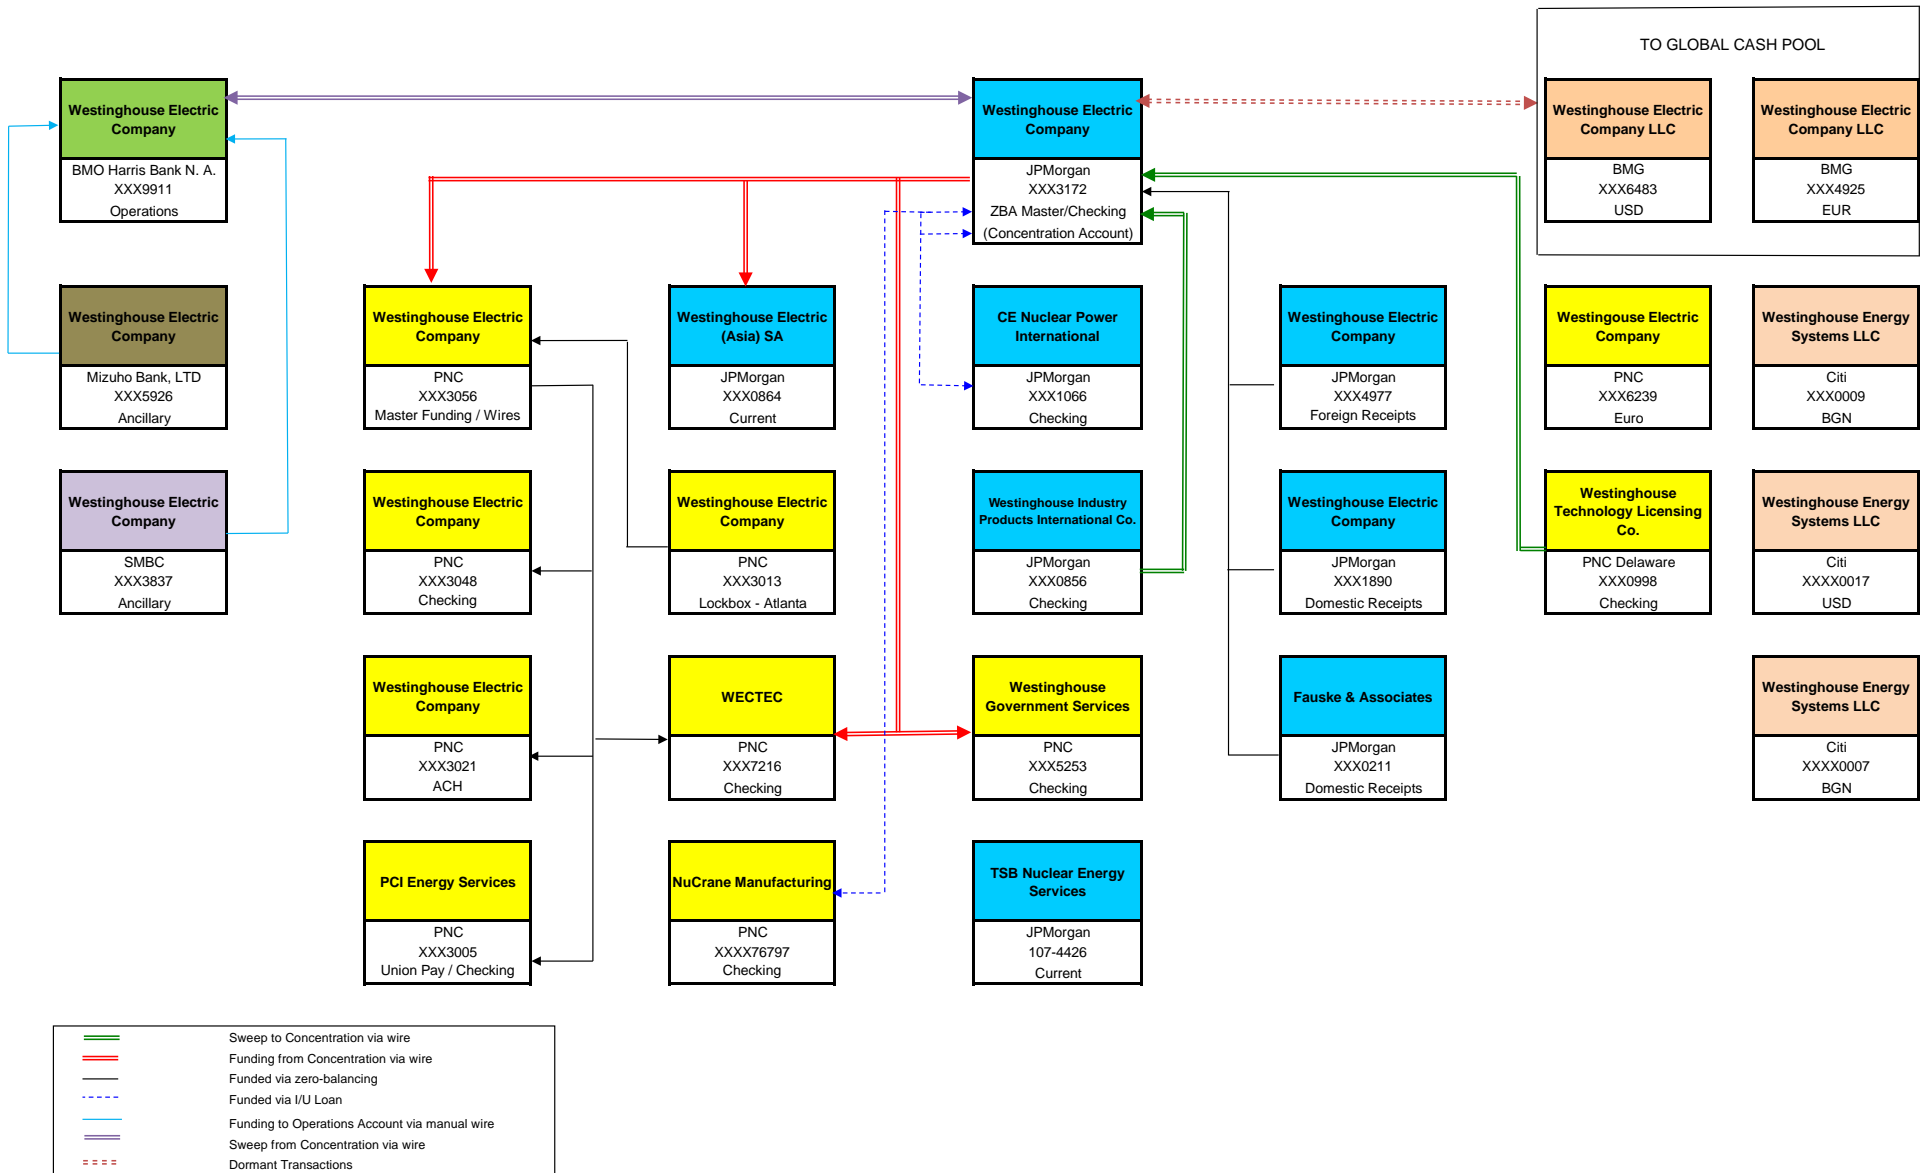 TO GLOBAL CASH POOL
Westinghouse Electric
Company
BMO Harris Bank N. A.
XXX9911
Operations
Westinghouse Electric
Company
JPMorgan
XXX3172
ZBA Master/Checking
(Concentration Account)
Westinghouse Electric
Company LLC
BMG
XXX6483
USD
Westinghouse Electric
Company LLC
BMG
XXX4925
EUR
Westinghouse Electric
Company
Mizuho Bank, LTD
XXX5926
Ancillary
Westinghouse Electric
Company
PNC
XXX3056
Master Funding / Wires
Westinghouse Electric
(Asia) SA
JPMorgan
XXX0864
Current
CE Nuclear Power
International
JPMorgan
XXX1066
Checking
Westinghouse Electric
Company
JPMorgan
XXX4977
Foreign Receipts
Westingouse Electric
Company
PNC
XXX6239
Euro
Westinghouse Energy
Systems LLC
Citi
XXX0009
BGN
Westinghouse Electric
Company
SMBC
XXX3837
Ancillary
Westinghouse Electric
Company
PNC
XXX3048
Checking
Westinghouse Electric
Company
PNC
XXX3013
Lockbox - Atlanta
Westinghouse Industry
Products International Co.
JPMorgan
XXX0856
Checking
Westinghouse Electric
Company
JPMorgan
XXX1890
Domestic Receipts
Westinghouse
Technology Licensing
Co.
PNC Delaware
XXX0998
Checking
Westinghouse Energy
Systems LLC
Citi
XXXX0017
USD
Westinghouse Electric
Company
PNC
XXX3021
ACH
WECTEC
PNC
XXX7216
Checking
Westinghouse
Government Services
PNC
XXX5253
Checking
Fauske & Associates
JPMorgan
XXX0211
Domestic Receipts
Westinghouse Energy
Systems LLC
Citi
XXXX0007
BGN
PCI Energy Services
PNC
XXX3005
Union Pay / Checking
NuCrane Manufacturing
PNC
XXXX76797
Checking
TSB Nuclear Energy
Services
JPMorgan
107-4426
Current
Sweep to Concentration via wire
Funding from Concentration via wire
Funded via zero-balancing
Funded via I/U Loan
Funding to Operations Account via manual wire
Sweep from Concentration via wire
Dormant Transactions